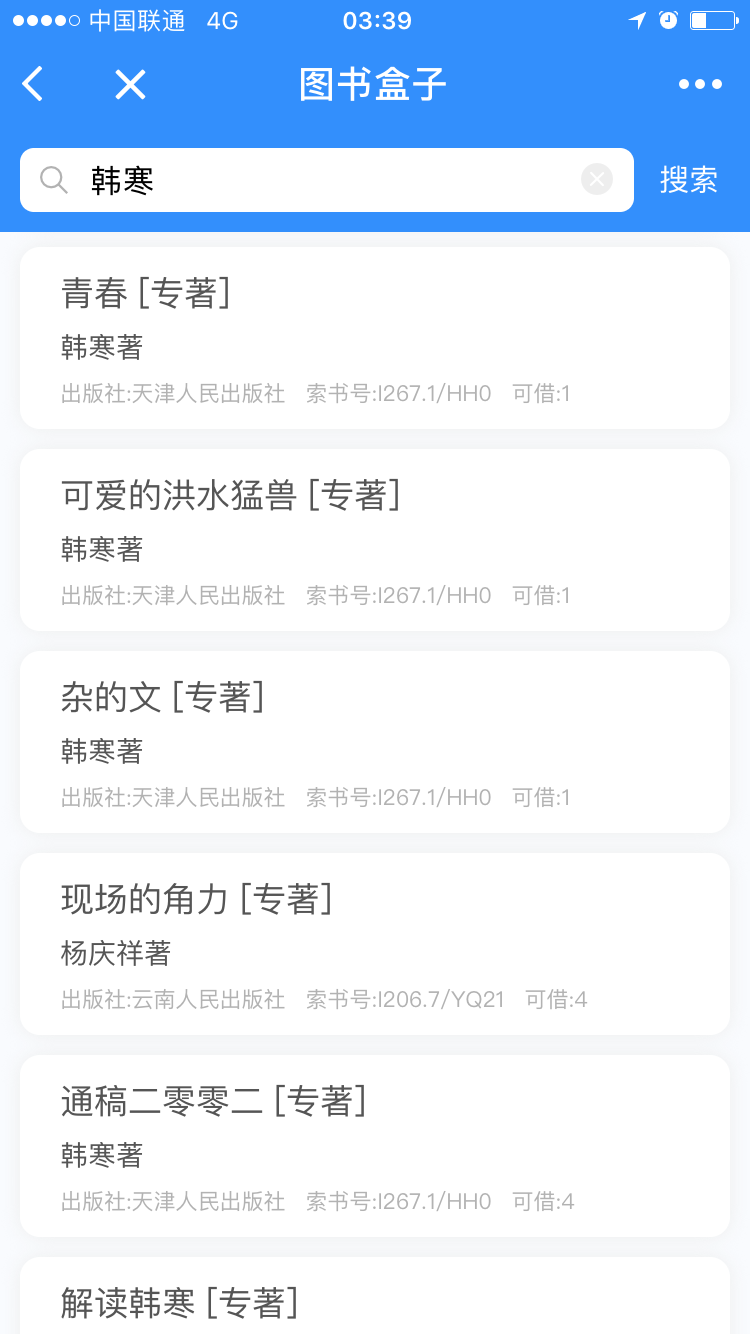 中国联通 4G 03:39
图书盒子
韩寒 搜索
青春 [专著]
韩寒著
出版社:天津人民出版社 索书号:I267.1/HH0 可借:1
可爱的洪水猛兽 [专著]
韩寒著
出版社:天津人民出版社 索书号:I267.1/HH0 可借:1
杂的文 [专著]
韩寒著
出版社:天津人民出版社 索书号:I267.1/HH0 可借:1
现场的角力 [专著]
杨庆祥著
出版社:云南人民出版社 索书号:I206.7/YQ21 可借:4
通稿二零零二 [专著]
韩寒著
出版社:天津人民出版社 索书号:I267.1/HH0 可借:4
解读韩寒 [专著]